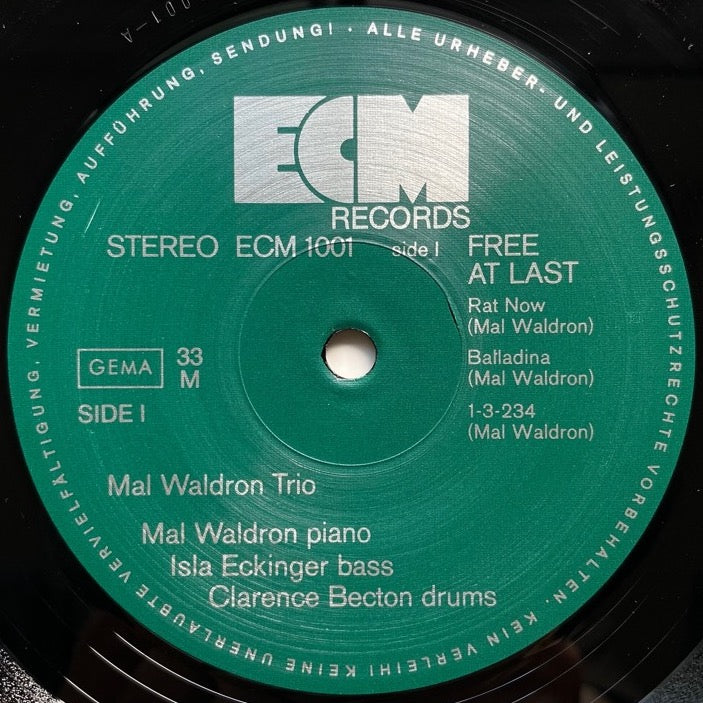 ALLE URHEBER- UND LEISTUNGSSCHUTZRECHTE VORBEHALTEN. KEIN VERLEIH! KEINE UNERLAUBTE VERVIELFÄLTIGUNG, VERMIETUNG, AUFFÜHRUNG, SENDUNG! ·
ECM
RECORDS
STEREO ECM 1001 side I
FREE
AT LAST
Rat Now
(Mal Waldron)
Balladina
(Mal Waldron)
1-3-234
(Mal Waldron)
GEMA
33
M
SIDE I
Mal Waldron Trio
Mal Waldron piano
Isla Eckinger bass
Clarence Becton drums